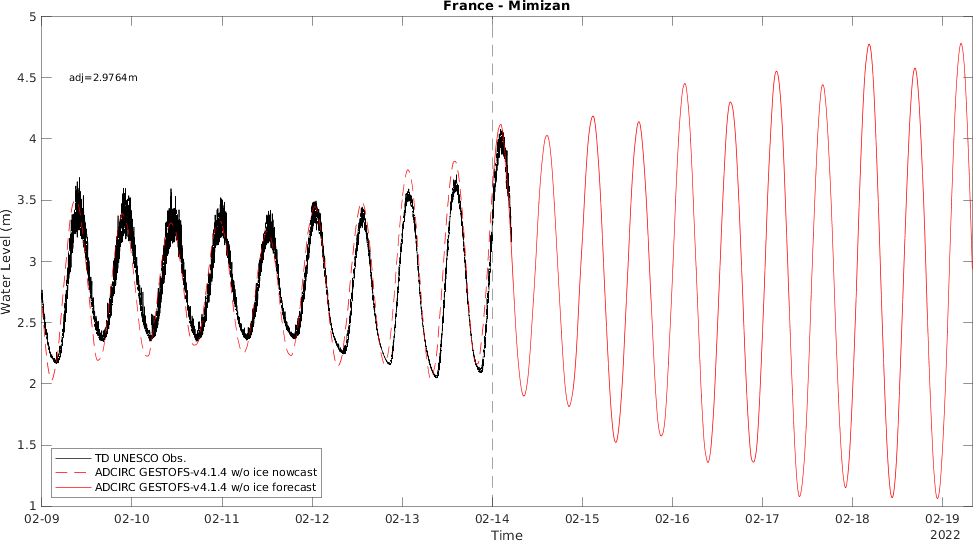 France - Mimizan
5
4.5
4
3.5
3
2.5
2
1.5
1
Water Level (m)
adj=2.9764m
TD UNESCO Obs.
ADCIRC GESTOFS-v4.1.4 w/o ice nowcast
ADCIRC GESTOFS-v4.1.4 w/o ice forecast
02-09 02-10 02-11 02-12 02-13 02-14 02-15 02-16 02-17 02-18 02-19
Time
2022